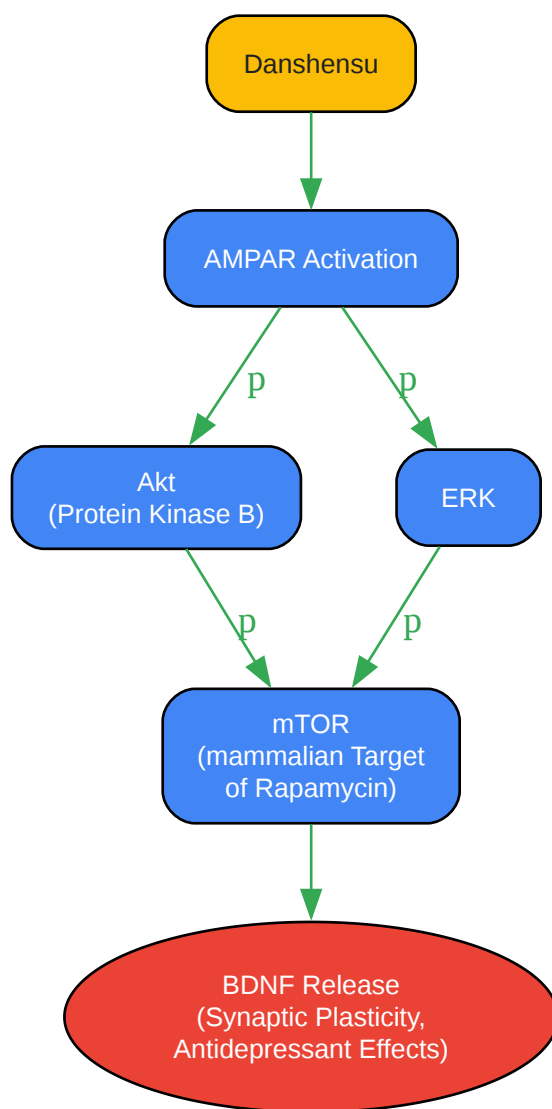 Danshensu
AMPAR Activation
p
p
Akt
(Protein Kinase B)
ERK
p
p
mTOR
(mammalian Target
of Rapamycin)
BDNF Release
(Synaptic Plasticity,
Antidepressant Effects)